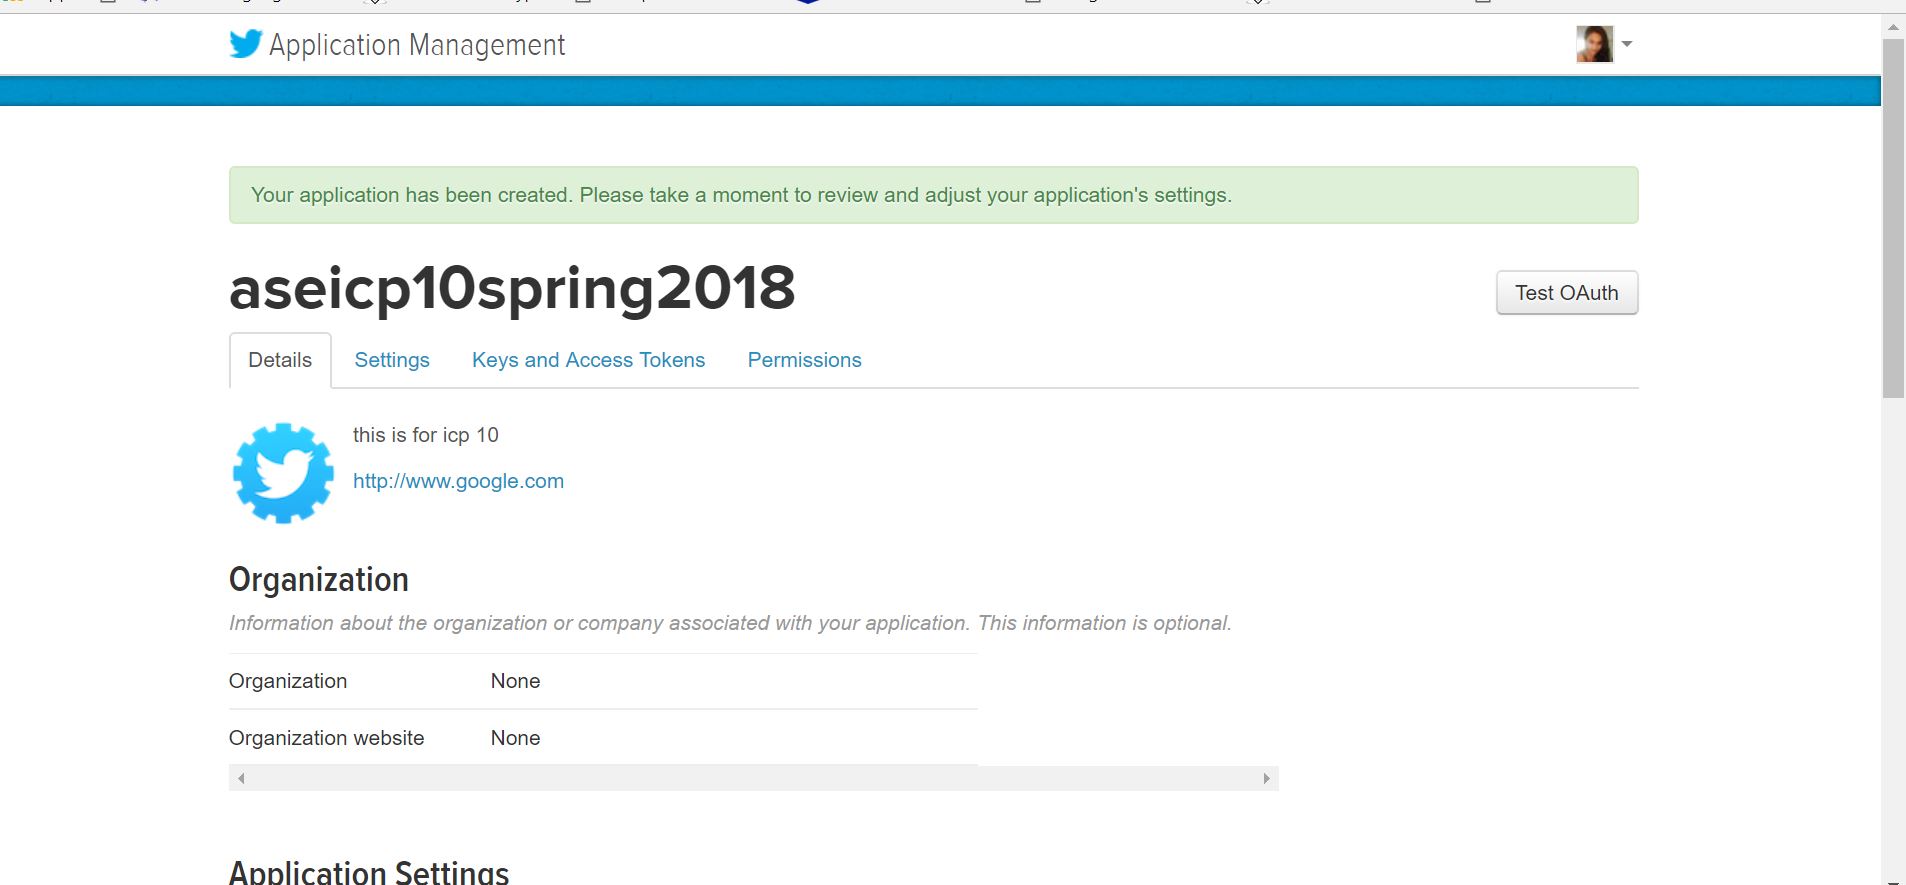 Application Management
Your application has been created. Please take a moment to review and adjust your application's settings.
aseicp10spring2018
Test OAuth
Details
Settings
Keys and Access Tokens
Permissions
this is for icp 10
http://www.google.com
Organization
Information about the organization or company associated with your application. This information is optional.
Organization None
Organization website None
Application Settings